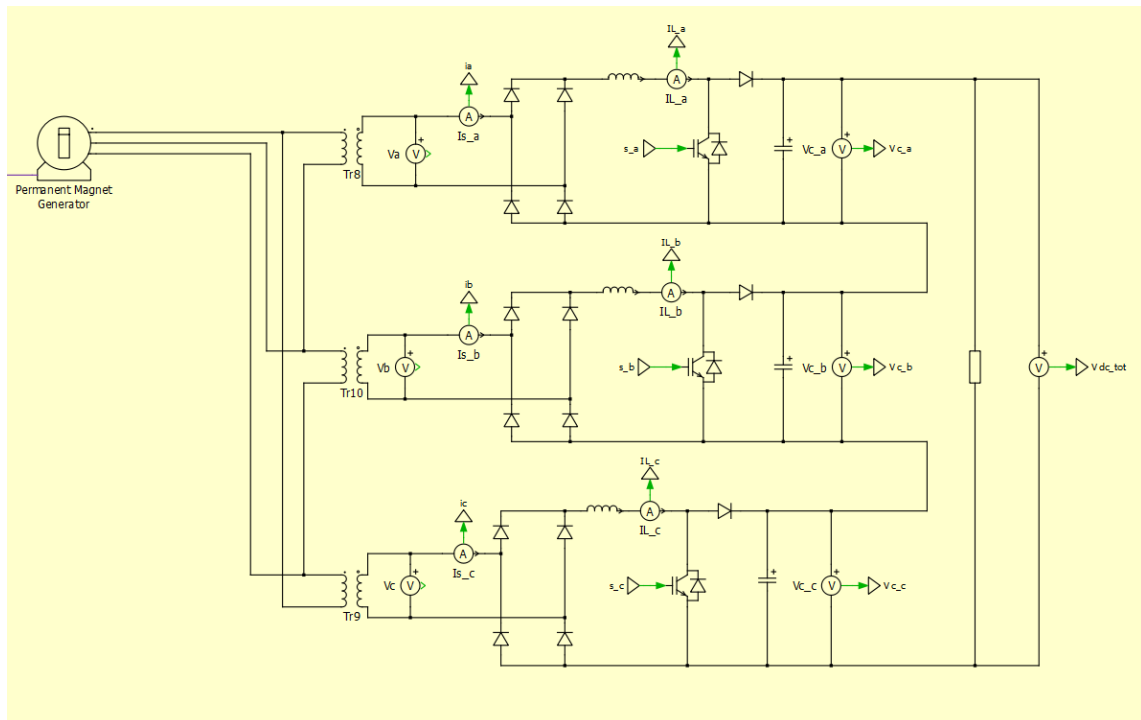 IL_a
A
IL_a
ia
A
Is_a
Va
V
+
Tr8
s_a
+
Vc_a
V
+
Vc_a
Permanent Magnet
Generator
IL_b
A
IL_b
ib
A
Is_b
Vb
V
+
Tr10
s_b
+
Vc_b
V
+
Vc_b
V
+
Vdc_tot
IL_c
A
IL_c
ic
A
Is_c
Vc
V
+
Tr9
s_c
+
Vc_c
V
+
Vc_c